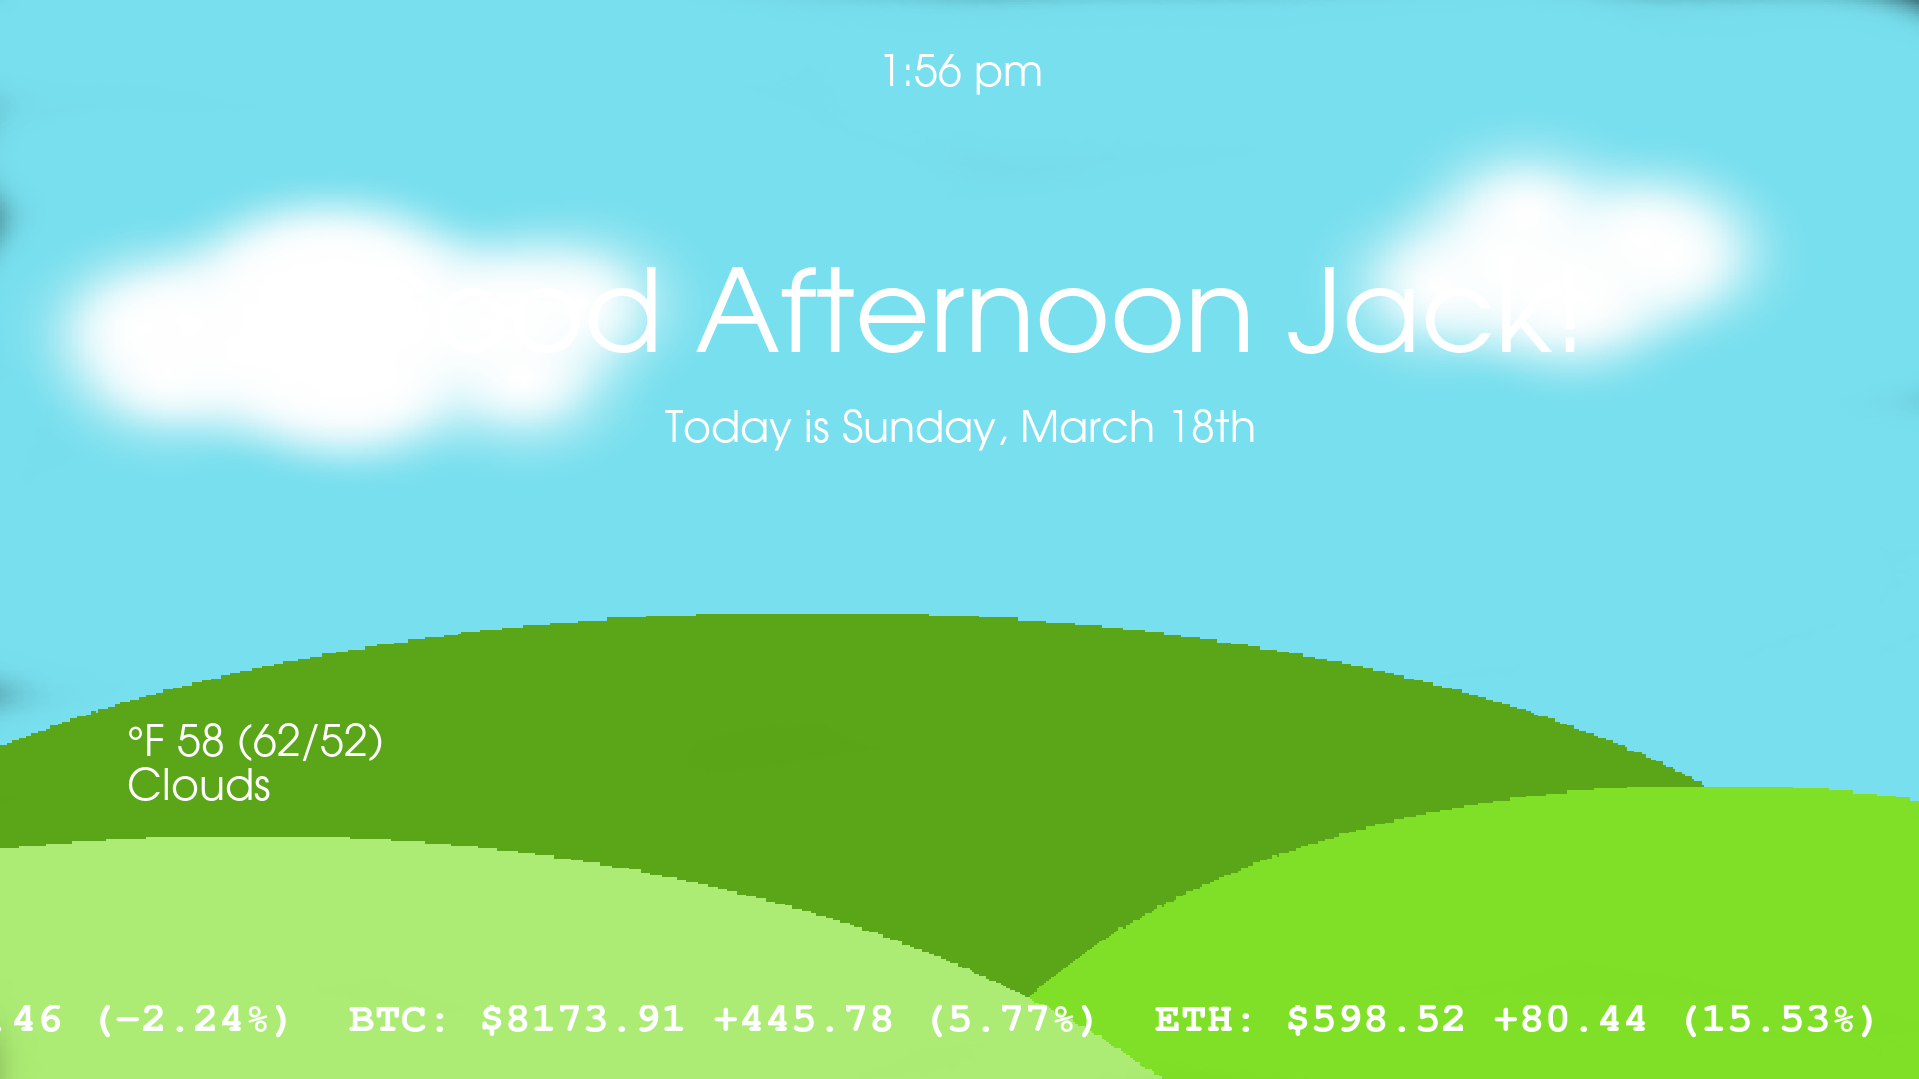 1:56 pm
Good Afternoon Jack!
Today is Sunday, March 18th
°F 58 (62/52)
Clouds
.46 (-2.24%) BTC: $8173.91 +445.78 (5.77%) ETH: $598.52 +80.44 (15.53%)